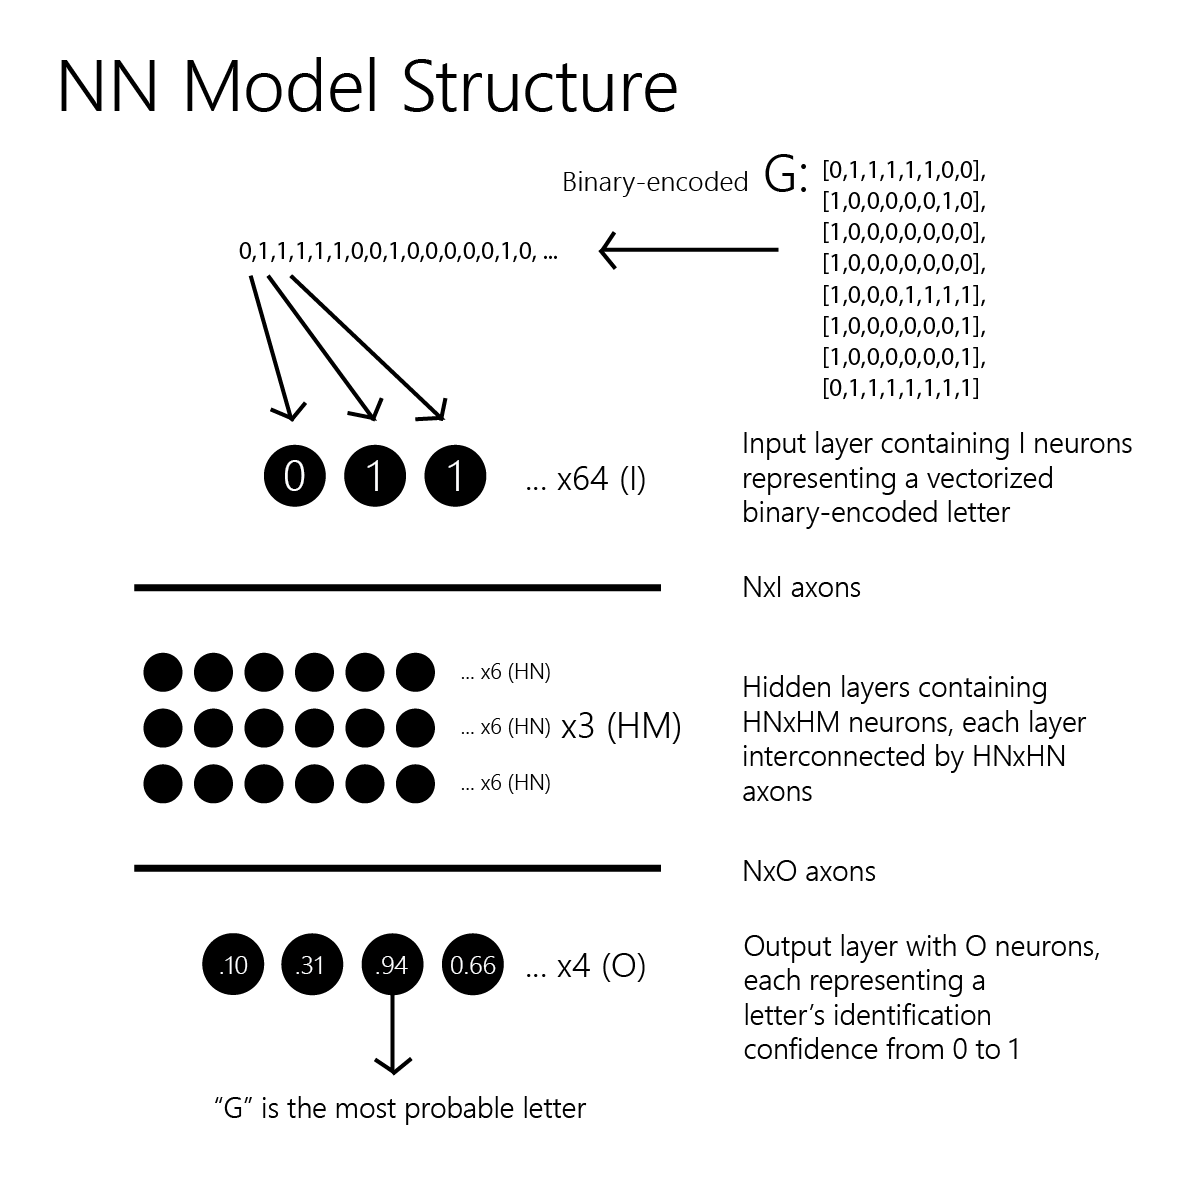 NN Model Structure
Binary-encoded G: [0,1,1,1,1,1,0,0],
[1,0,0,0,0,0,1,0],
[1,0,0,0,0,0,0,0],
[1,0,0,0,0,0,0,0],
[1,0,0,0,1,1,1,1],
[1,0,0,0,0,0,0,1],
[1,0,0,0,0,0,0,1],
[0,1,1,1,1,1,1,1]
0,1,1,1,1,1,0,0,1,0,0,0,0,0,1,0, ...
0 1 1 ... x64 (I)
Input layer containing I neurons
representing a vectorized
binary-encoded letter
NxI axons
... x6 (HN)
... x6 (HN) x3 (HM)
... x6 (HN)
Hidden layers containing
HNxHM neurons, each layer
interconnected by HNxHN
axons
NxO axons
.10 .31 .94 0.66 ... x4 (O)
Output layer with O neurons,
each representing a
letter’s identification
confidence from 0 to 1
“G” is the most probable letter